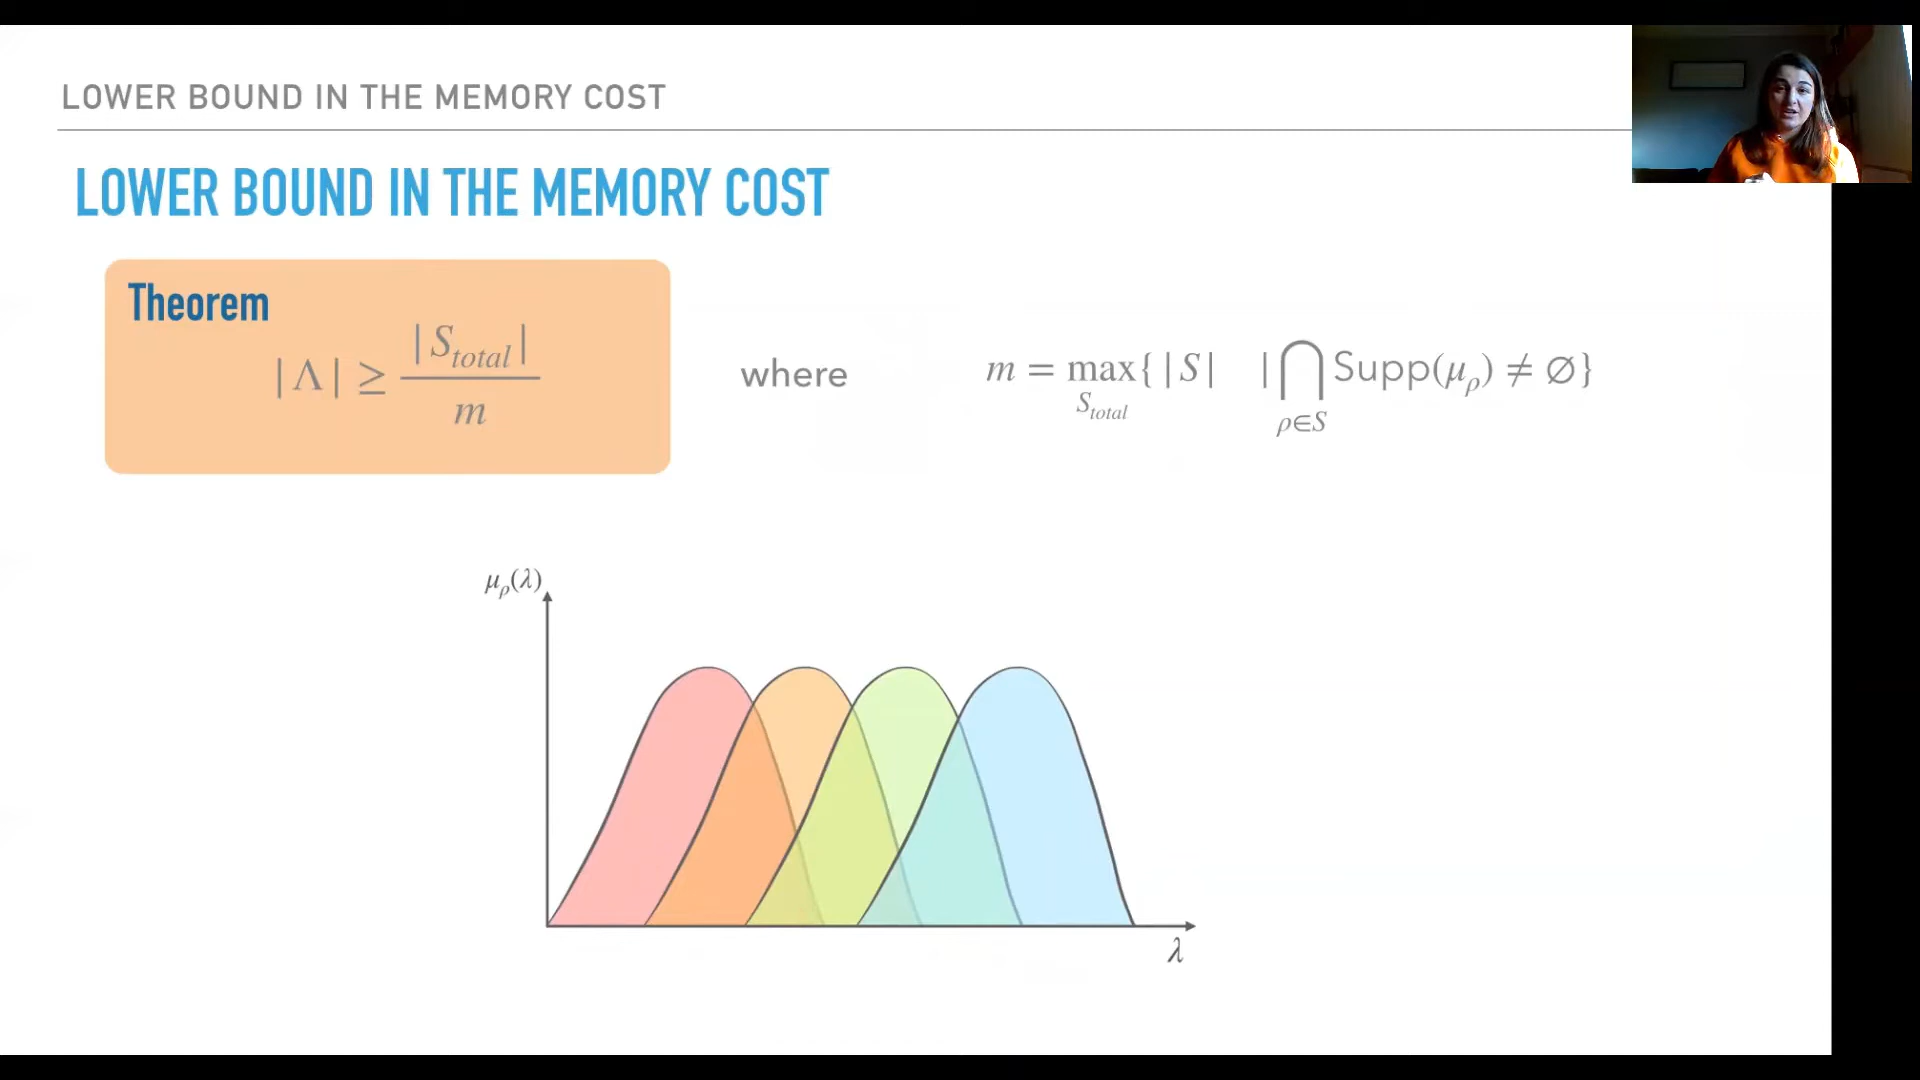 LOWER BOUND IN THE MEMORY COST
LOWER BOUND IN THE MEMORY COST
Theorem
|Λ| ≥ |S_total| / m
where
m = max_{S_total} { |S| | ⋂_{ρ∈S} Supp(μ_ρ) ≠ ∅}
μ_ρ(λ)
λ